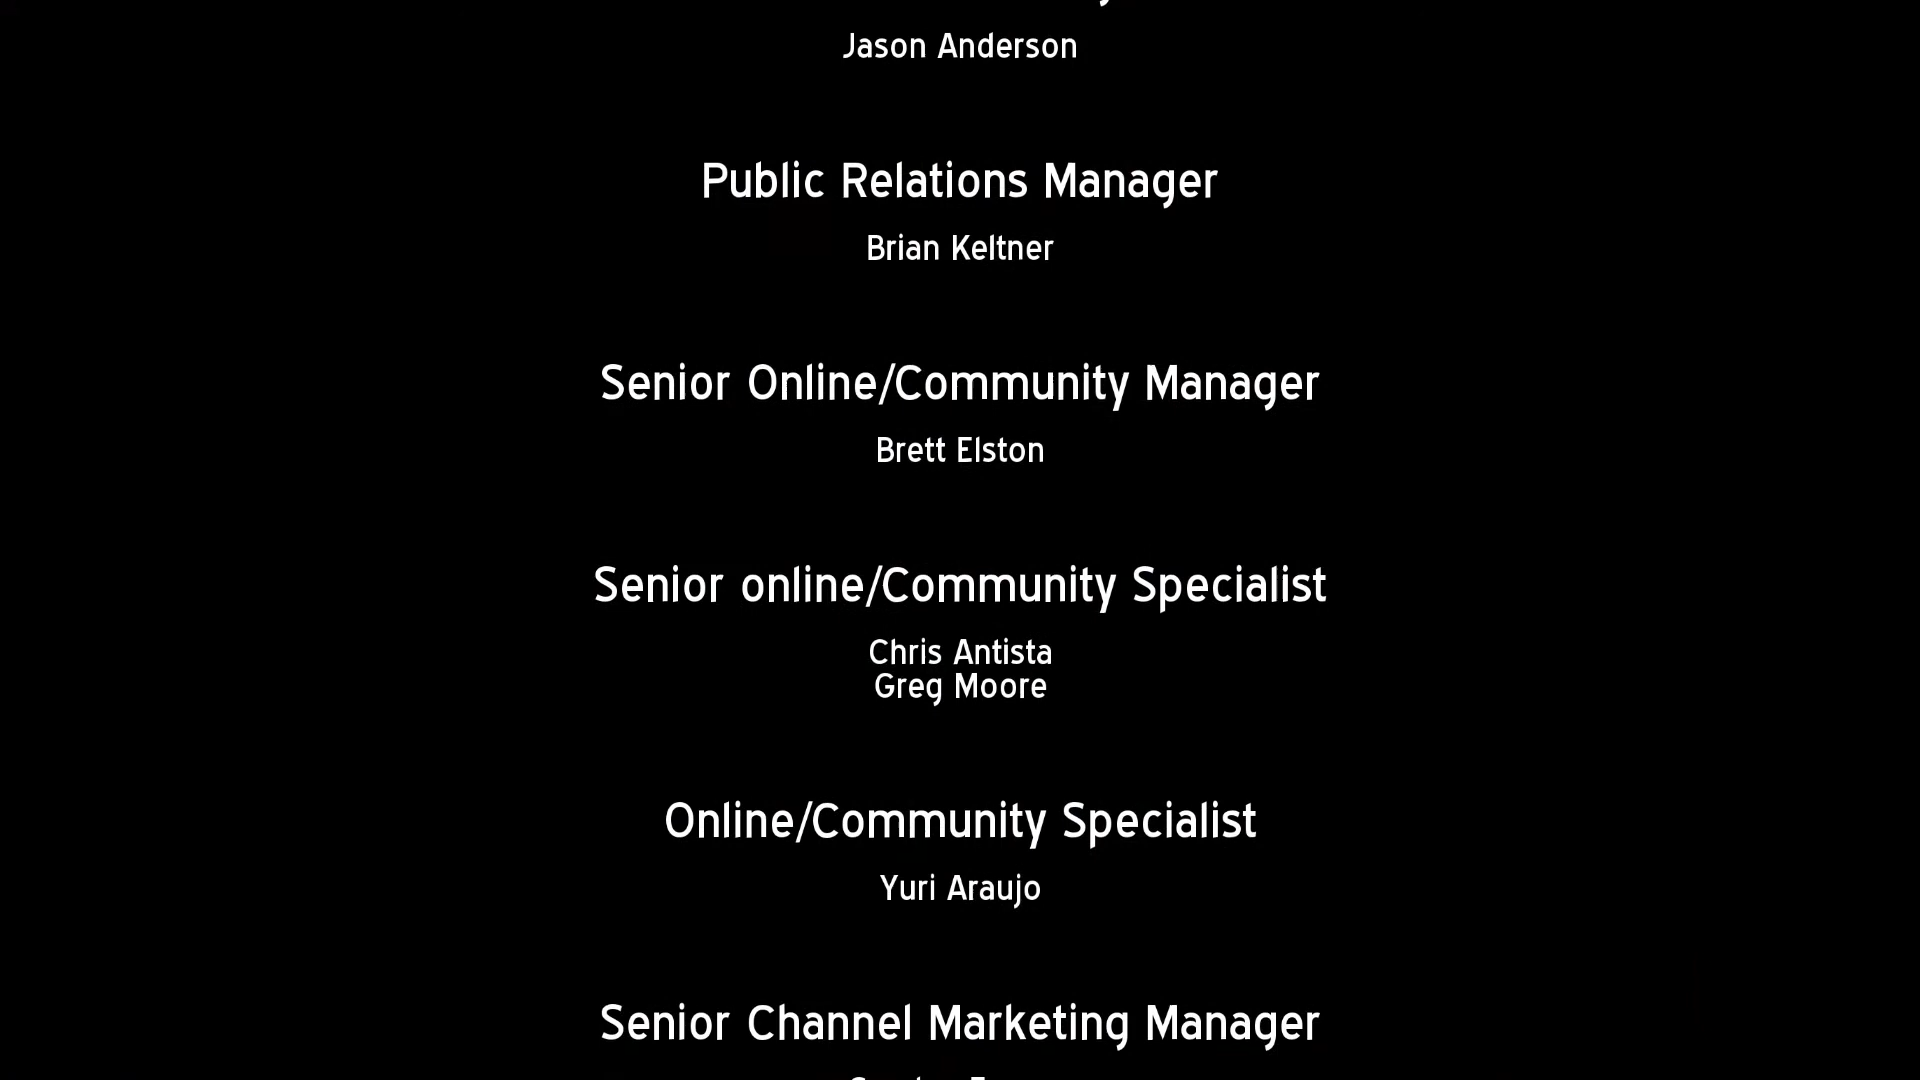 Jason Anderson
Public Relations Manager
Brian Keltner
Senior Online/Community Manager
Brett Elston
Senior online/Community Specialist
Chris Antista
Greg Moore
Online/Community Specialist
Yuri Araujo
Senior Channel Marketing Manager